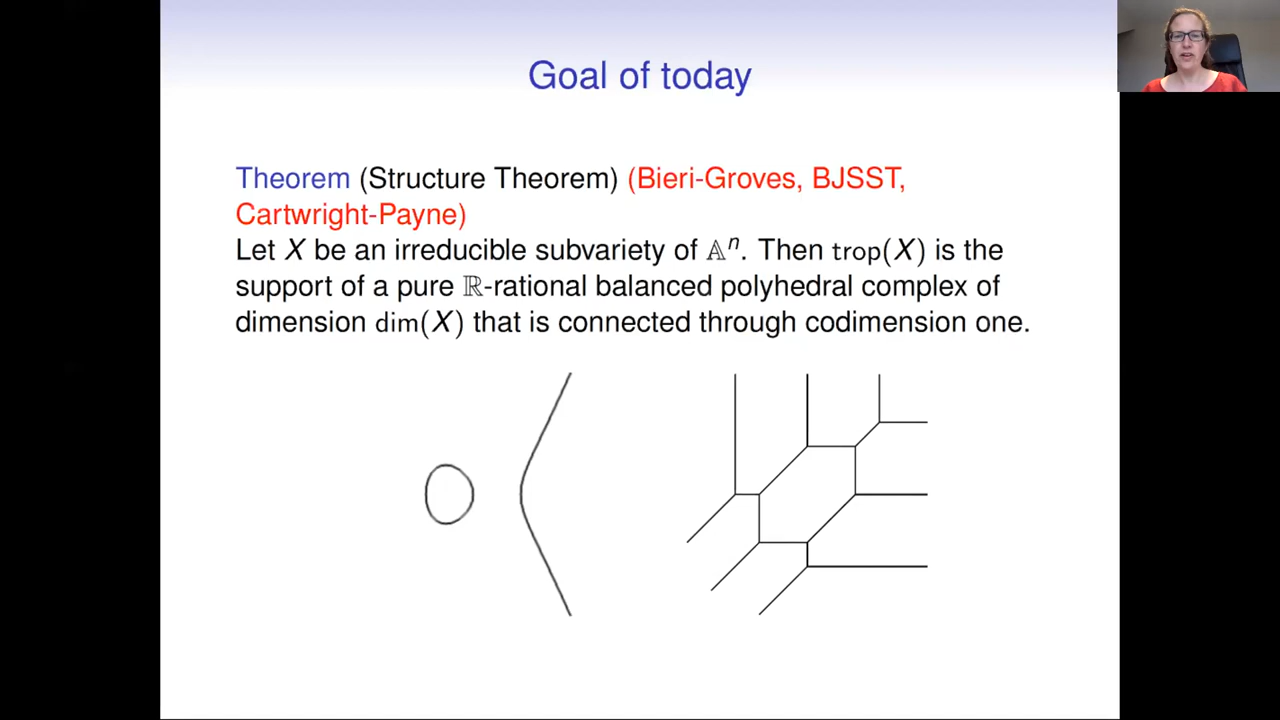 Goal of today
Theorem (Structure Theorem) (Bieri-Groves, BJSST,
Cartwright-Payne)
Let X be an irreducible subvariety of 𝔸ⁿ. Then trop(X) is the
support of a pure ℝ-rational balanced polyhedral complex of
dimension dim(X) that is connected through codimension one.